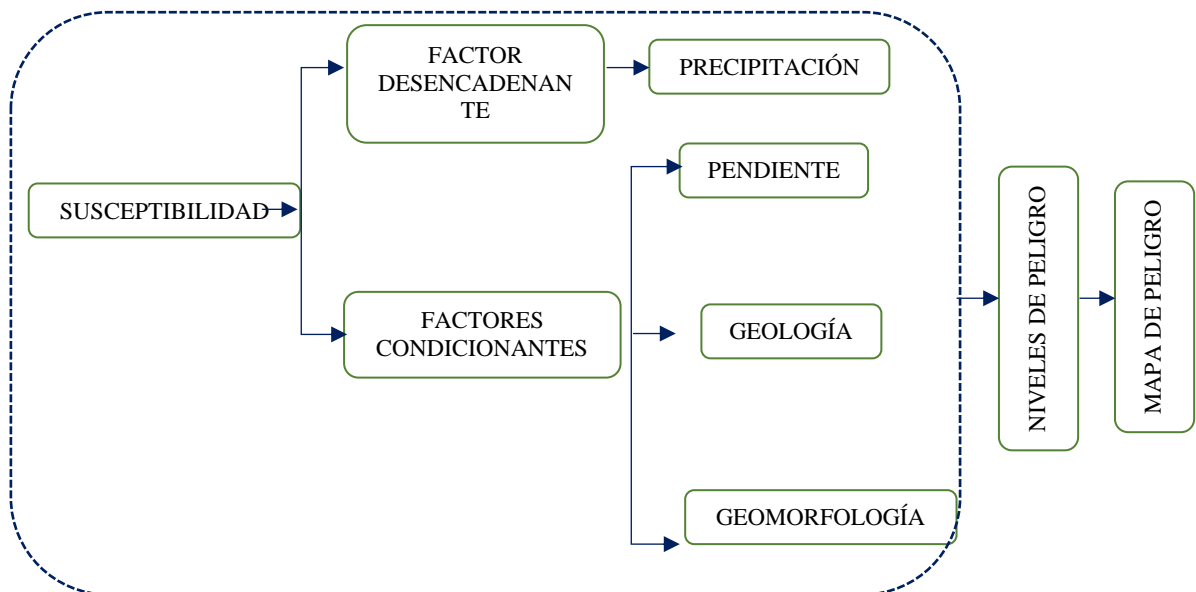 FACTOR
DESENCADENAN
TE
PRECIPITACIÓN
PENDIENTE
SUSCEPTIBILIDAD
FACTORES
CONDICIONANTES
GEOLOGÍA
GEOMORFOLOGÍA
NIVELES DE PELIGRO
MAPA DE PELIGRO